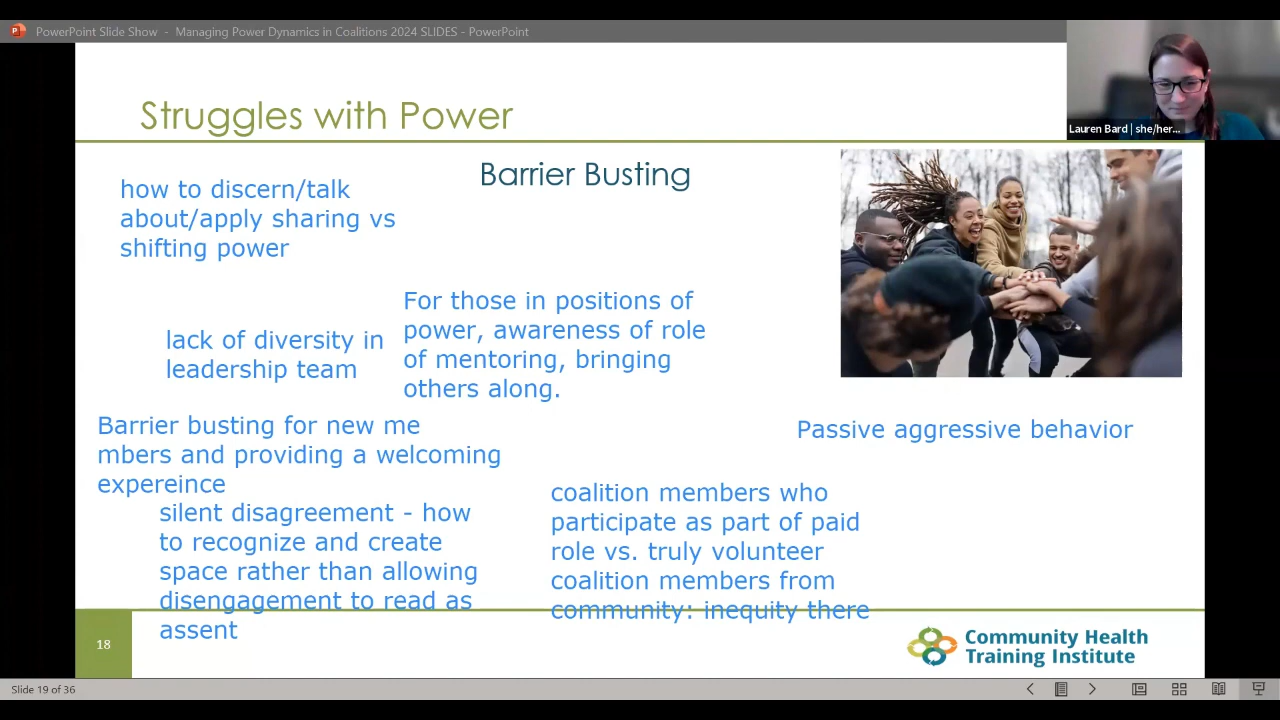 PowerPoint Slide Show - Managing Power Dynamics in Coalitions 2024 SLIDES - PowerPoint
Lauren Bard | she/her...
Struggles with Power
Barrier Busting
how to discern/talk
about/apply sharing vs
shifting power
For those in positions of
power, awareness of role
of mentoring, bringing
others along.
lack of diversity in
leadership team
Barrier busting for new me
mbers and providing a welcoming
expereince
Passive aggressive behavior
silent disagreement - how
to recognize and create
space rather than allowing
disengagement to read as
assent
coalition members who
participate as part of paid
role vs. truly volunteer
coalition members from
community: inequity there
18
Community Health
Training Institute
Slide 19 of 36